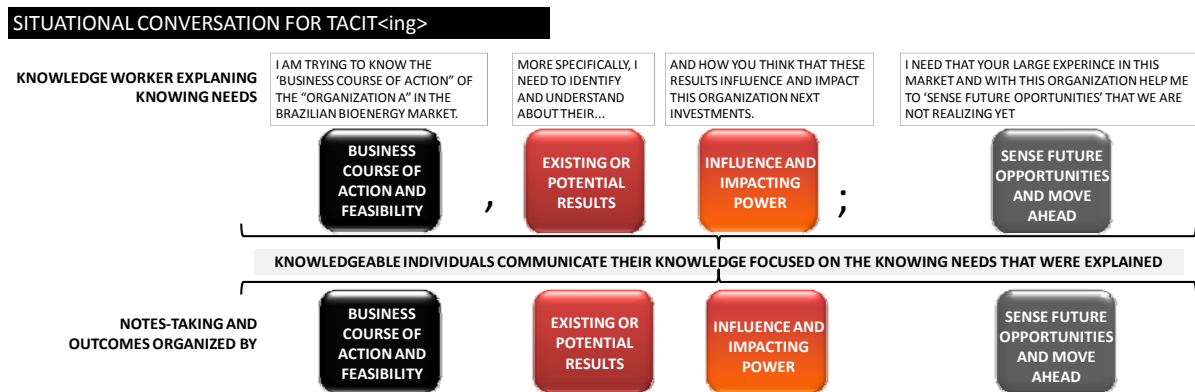 SITUATIONAL CONVERSATION FOR TACIT<ing>
KNOWLEDGE WORKER EXPLANING
KNOWING NEEDS
I AM TRYING TO KNOW THE
‘BUSINESS COURSE OF ACTION” OF
THE “ORGANIZATION A” IN THE
BRAZILIAN BIOENERGY MARKET.
MORE SPECIFICALLY, I
NEED TO IDENTIFY
AND UNDERSTAND
ABOUT THEIR...
AND HOW YOU THINK THAT THESE
RESULTS INFLUENCE AND IMPACT
THIS ORGANIZATION NEXT
INVESTMENTS.
I NEED THAT YOUR LARGE EXPERINCE IN THIS
MARKET AND WITH THIS ORGANIZATION HELP ME
TO ‘SENSE FUTURE OPORTUNITIES’ THAT WE ARE
NOT REALIZING YET
BUSINESS
COURSE OF
ACTION AND
FEASIBILITY
,
EXISTING OR
POTENTIAL
RESULTS
INFLUENCE AND
IMPACTING
POWER
;
SENSE FUTURE
OPPORTUNITIES
AND MOVE
AHEAD
KNOWLEDGEABLE INDIVIDUALS COMMUNICATE THEIR KNOWLEDGE FOCUSED ON THE KNOWING NEEDS THAT WERE EXPLAINED
NOTES-TAKING AND
OUTCOMES ORGANIZED BY
BUSINESS
COURSE OF
ACTION AND
FEASIBILITY
EXISTING OR
POTENTIAL
RESULTS
INFLUENCE AND
IMPACTING
POWER
SENSE FUTURE
OPPORTUNITIES
AND MOVE
AHEAD